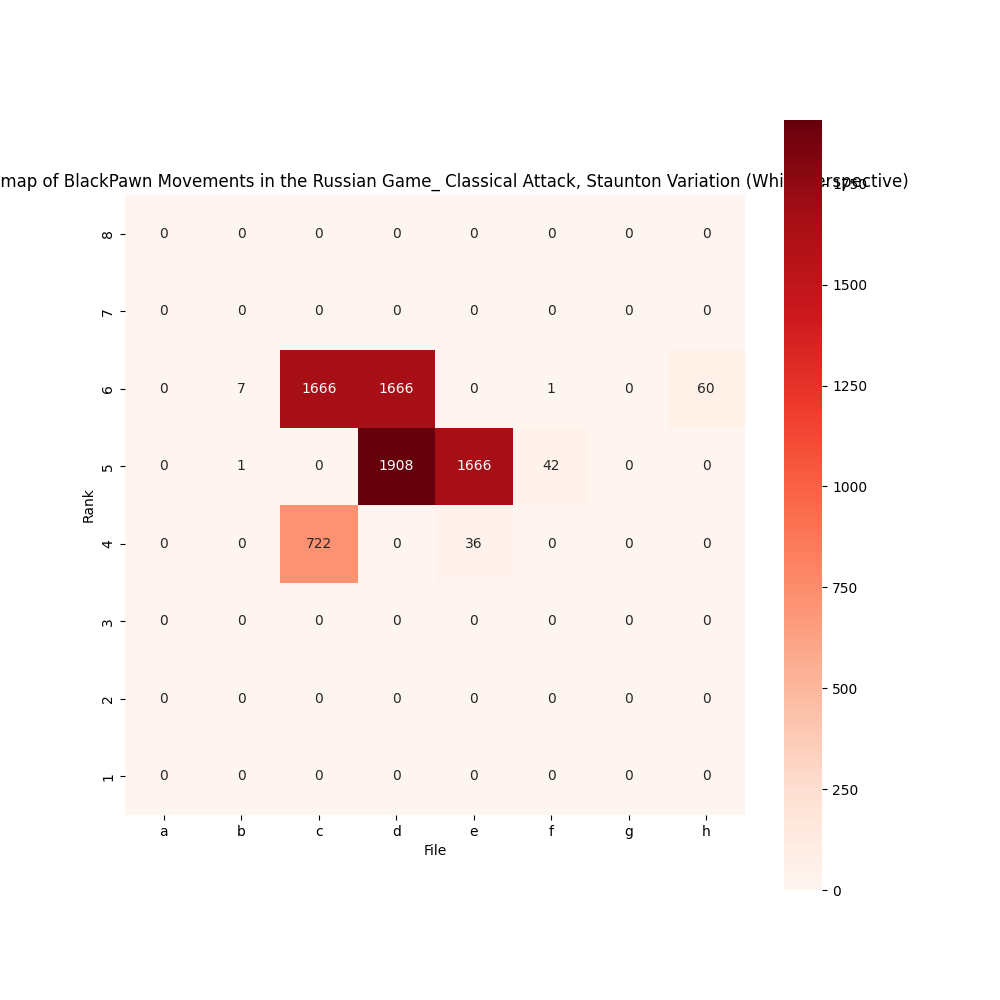 map of BlackPawn Movements in the Russian Game_ Classical Attack, Staunton Variation (Whi erspective)
8 0 0 0 0 0 0 0 0
7 0 0 0 0 0 0 0 0
6 0 7 1666 1666 0 1 0 60
5 0 1 0 1908 1666 42 0 0
Rank
4 0 0 722 0 36 0 0 0
3 0 0 0 0 0 0 0 0
2 0 0 0 0 0 0 0 0
1 0 0 0 0 0 0 0 0
a b c d e f g h
File
1750
1500
1250
1000
750
500
250
0